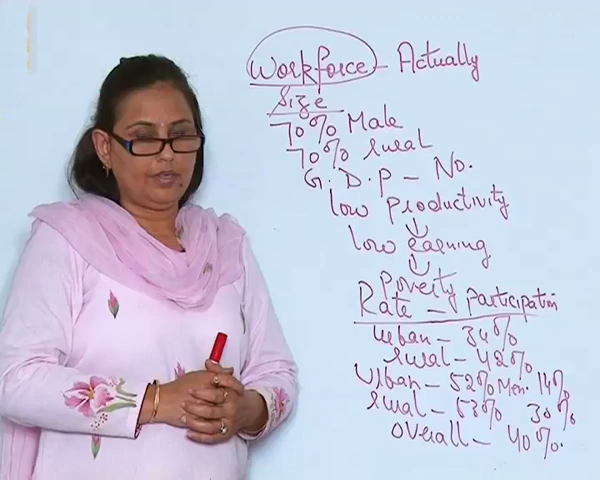 Workforce - Actually
Size
70% Male
70% rural
G.D.P - No.
low productivity
low earning
Poverty
Rate - participation
Urban - 34%
rural - 42%
Urban - 52% Men. 14%
rural - 53% 30%
Overall - 40%.